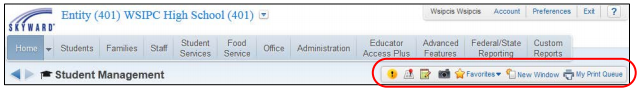 SKYWARD
Entity (401) WSIPC High School (401)
Wsipcs Wsipcs Account Preferences Exit ?
Home Students Families Staff Student Services Food Service Office Administration Educator Access Plus Advanced Features Federal/State Reporting Custom Reports
Student Management
Favorites New Window My Print Queue